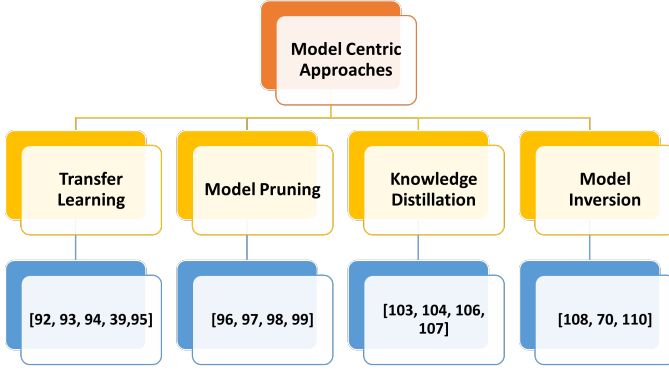 Model Centric
Approaches
Transfer
Learning
Model Pruning
Knowledge
Distillation
Model
Inversion
[92, 93, 94, 39,95]
[96, 97, 98, 99]
[103, 104, 106,
107]
[108, 70, 110]